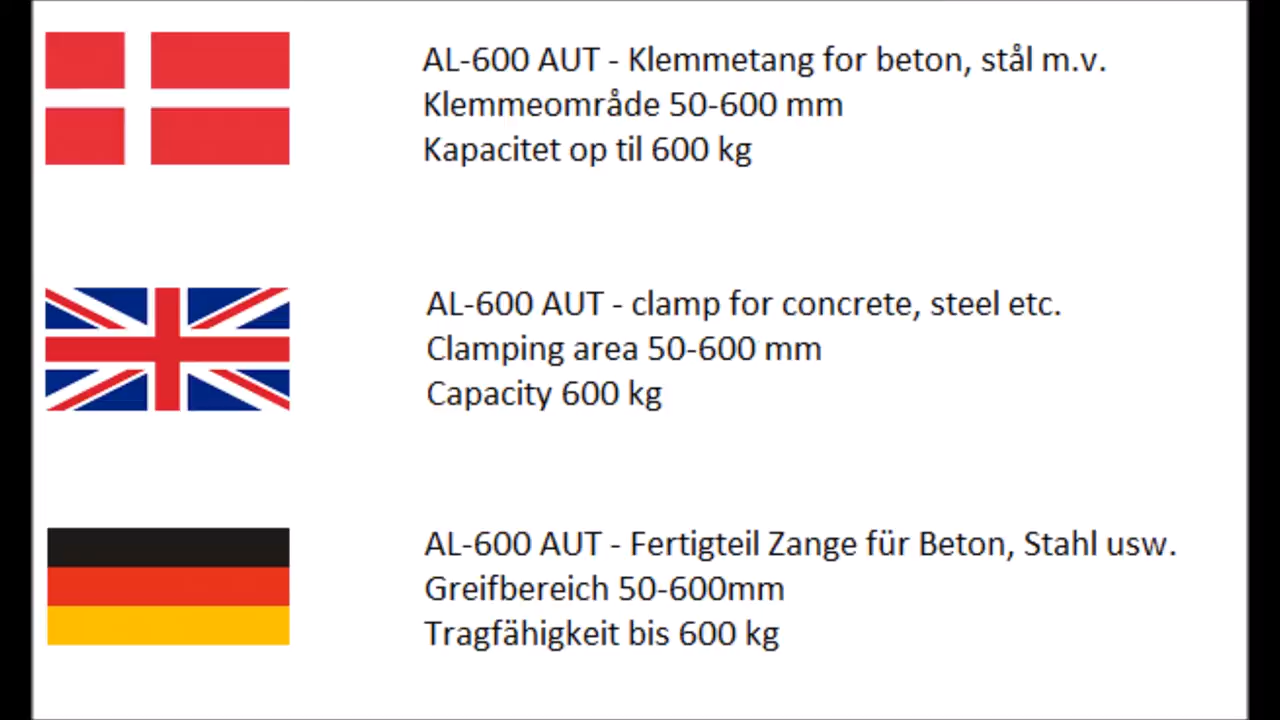 AL-600 AUT - Klemmetang for beton, stål m.v.
Klemmeområde 50-600 mm
Kapacitet op til 600 kg
AL-600 AUT - clamp for concrete, steel etc.
Clamping area 50-600 mm
Capacity 600 kg
AL-600 AUT - Fertigteil Zange für Beton, Stahl usw.
Greifbereich 50-600mm
Tragfähigkeit bis 600 kg